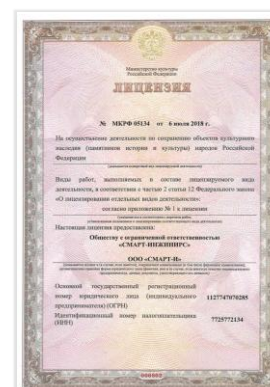 Министерство культуры
Российской Федерации
ЛИЦЕНЗИЯ
№ МКРФ 05134 от 6 июля 2018 г.
На осуществление деятельности по сохранению объектов культурного
наследия (памятников истории и культуры) народов Российской
Федерации
Виды работ, выполняемых в составе лицензируемого вида
деятельности, в соответствии с частью 2 статьи 12 Федерального закона
«О лицензировании отдельных видов деятельности»:
согласно приложению № 1 к лицензии
Настоящая лицензия предоставлена:
Обществу с ограниченной ответственностью
«СМАРТ-ИНЖИНИРС»
ООО «СМАРТ-И»
Основной государственный регистрационный
номер юридического лица (индивидуального
предпринимателя) (ОГРН) 1127747070285
Идентификационный номер налогоплательщика
(ИНН) 7725772134